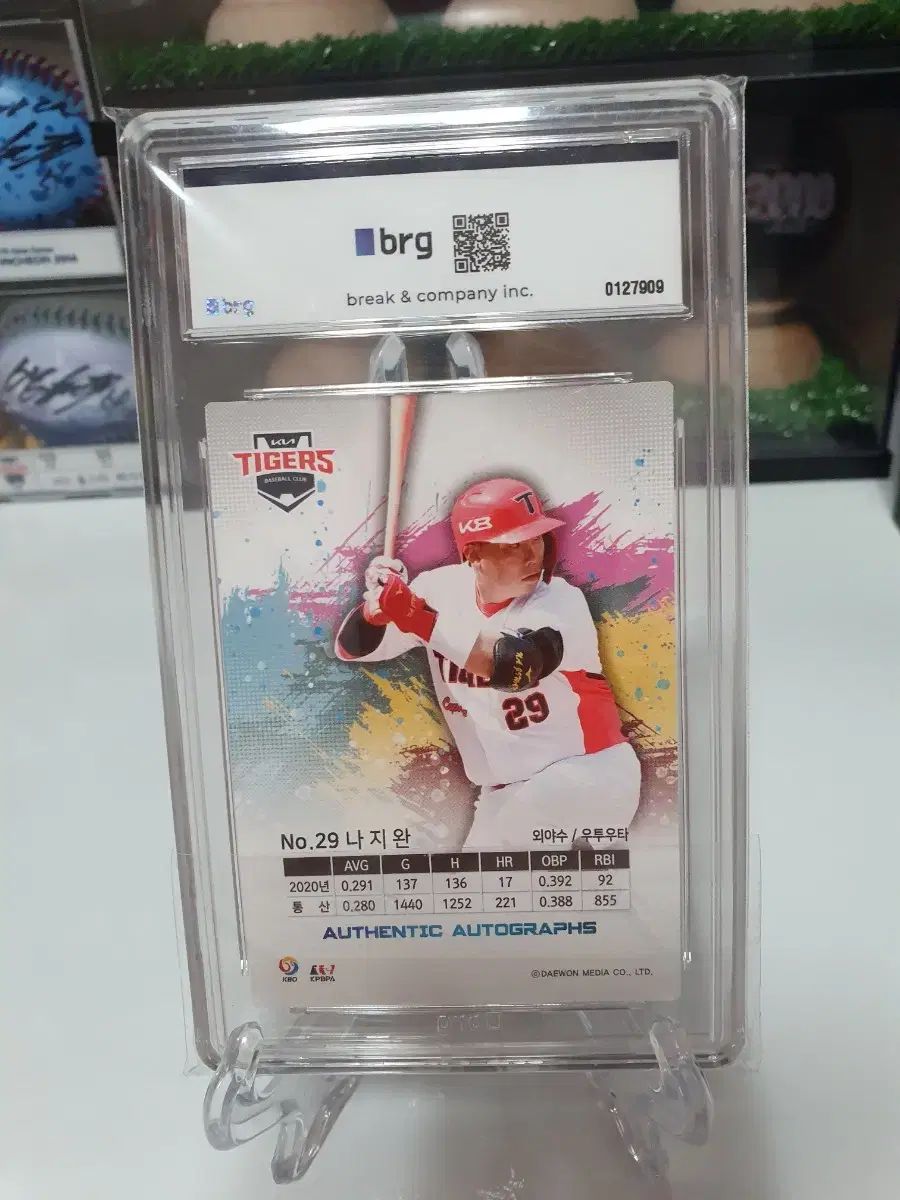 brg
break & company inc.
0127909
brg
KIA
TIGERS
BASEBALL CLUB
T
KB
29
No.29 나 지 완
외야수 / 우투우타
AVG G H HR OBP RBI
2020년 0.291 137 136 17 0.392 92
통 산 0.280 1440 1252 221 0.388 855
AUTHENTIC AUTOGRAPHS
KBO KPBPA
©DAEWON MEDIA CO., LTD.